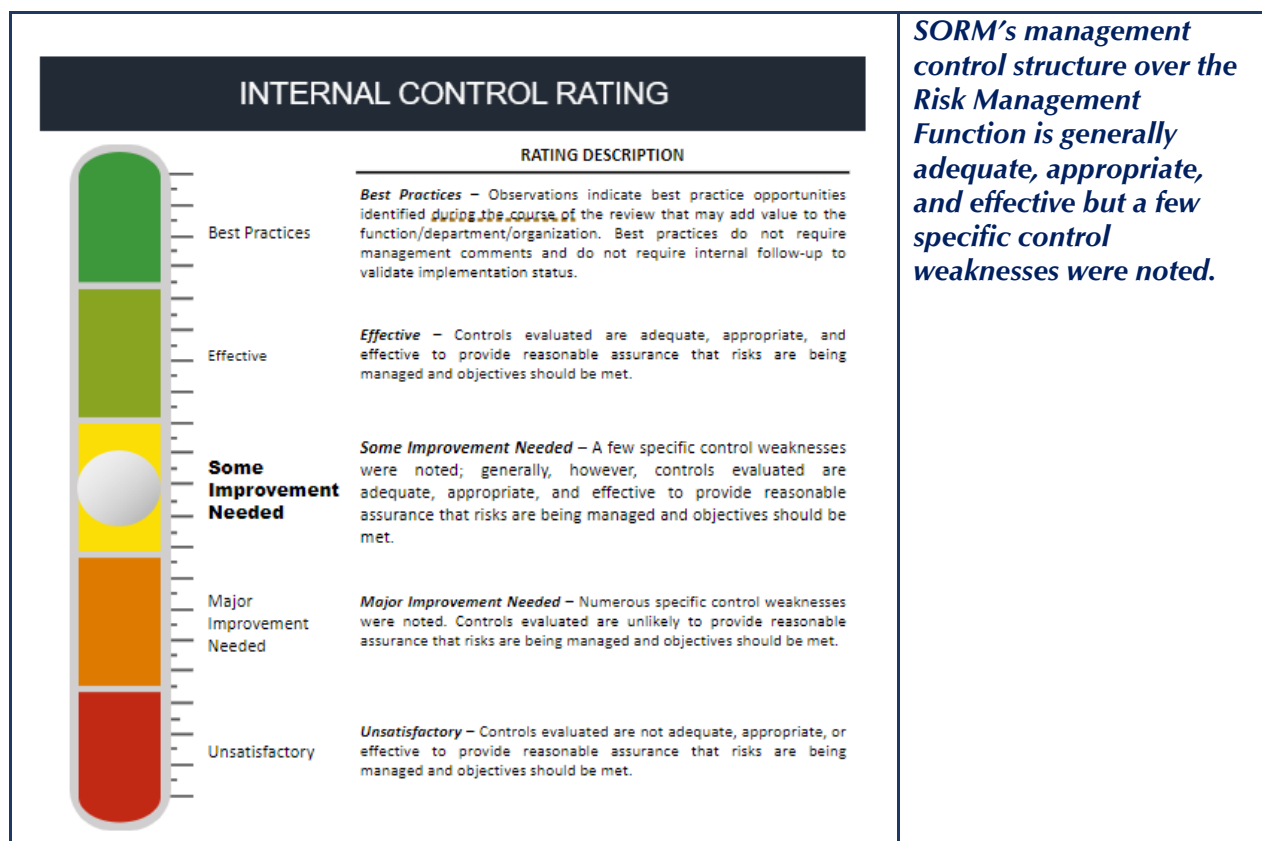 INTERNAL CONTROL RATING
RATING DESCRIPTION
Best Practices
Best Practices – Observations indicate best practice opportunities
identified during the course of the review that may add value to the
function/department/organization. Best practices do not require
management comments and do not require internal follow-up to
validate implementation status.
Effective
Effective – Controls evaluated are adequate, appropriate, and
effective to provide reasonable assurance that risks are being
managed and objectives should be met.
Some
Improvement
Needed
Some Improvement Needed – A few specific control weaknesses
were noted; generally, however, controls evaluated are
adequate, appropriate, and effective to provide reasonable
assurance that risks are being managed and objectives should be
met.
Major
Improvement
Needed
Major Improvement Needed – Numerous specific control weaknesses
were noted. Controls evaluated are unlikely to provide reasonable
assurance that risks are being managed and objectives should be met.
Unsatisfactory
Unsatisfactory – Controls evaluated are not adequate, appropriate, or
effective to provide reasonable assurance that risks are being
managed and objectives should be met.
SORM’s management
control structure over the
Risk Management
Function is generally
adequate, appropriate,
and effective but a few
specific control
weaknesses were noted.